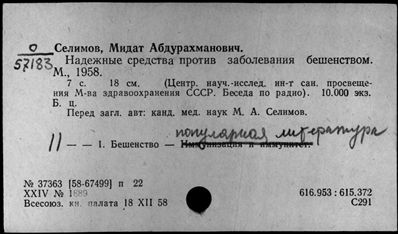 О Селимов, Мидат Абдурахманович.
57183 Надежные средства против заболевания бешенством.
М., 1958.
7 с. 18 см. (Центр. науч.-исслед. ин-т сан. просвеще-
ния М-ва здравоохранения СССР. Беседа по радио). 10.000 экз.
Б. ц.
Перед загл. авт: канд. мед. наук М. А. Селимов.
популярная литература
11 — — 1. Бешенство — Иммунизация и иммунитет.
№ 37363 [58-67499] п 22
XXIV № 1889 616.953 : 615.372
Всесоюз. кн. палата 18 XII 58 С291